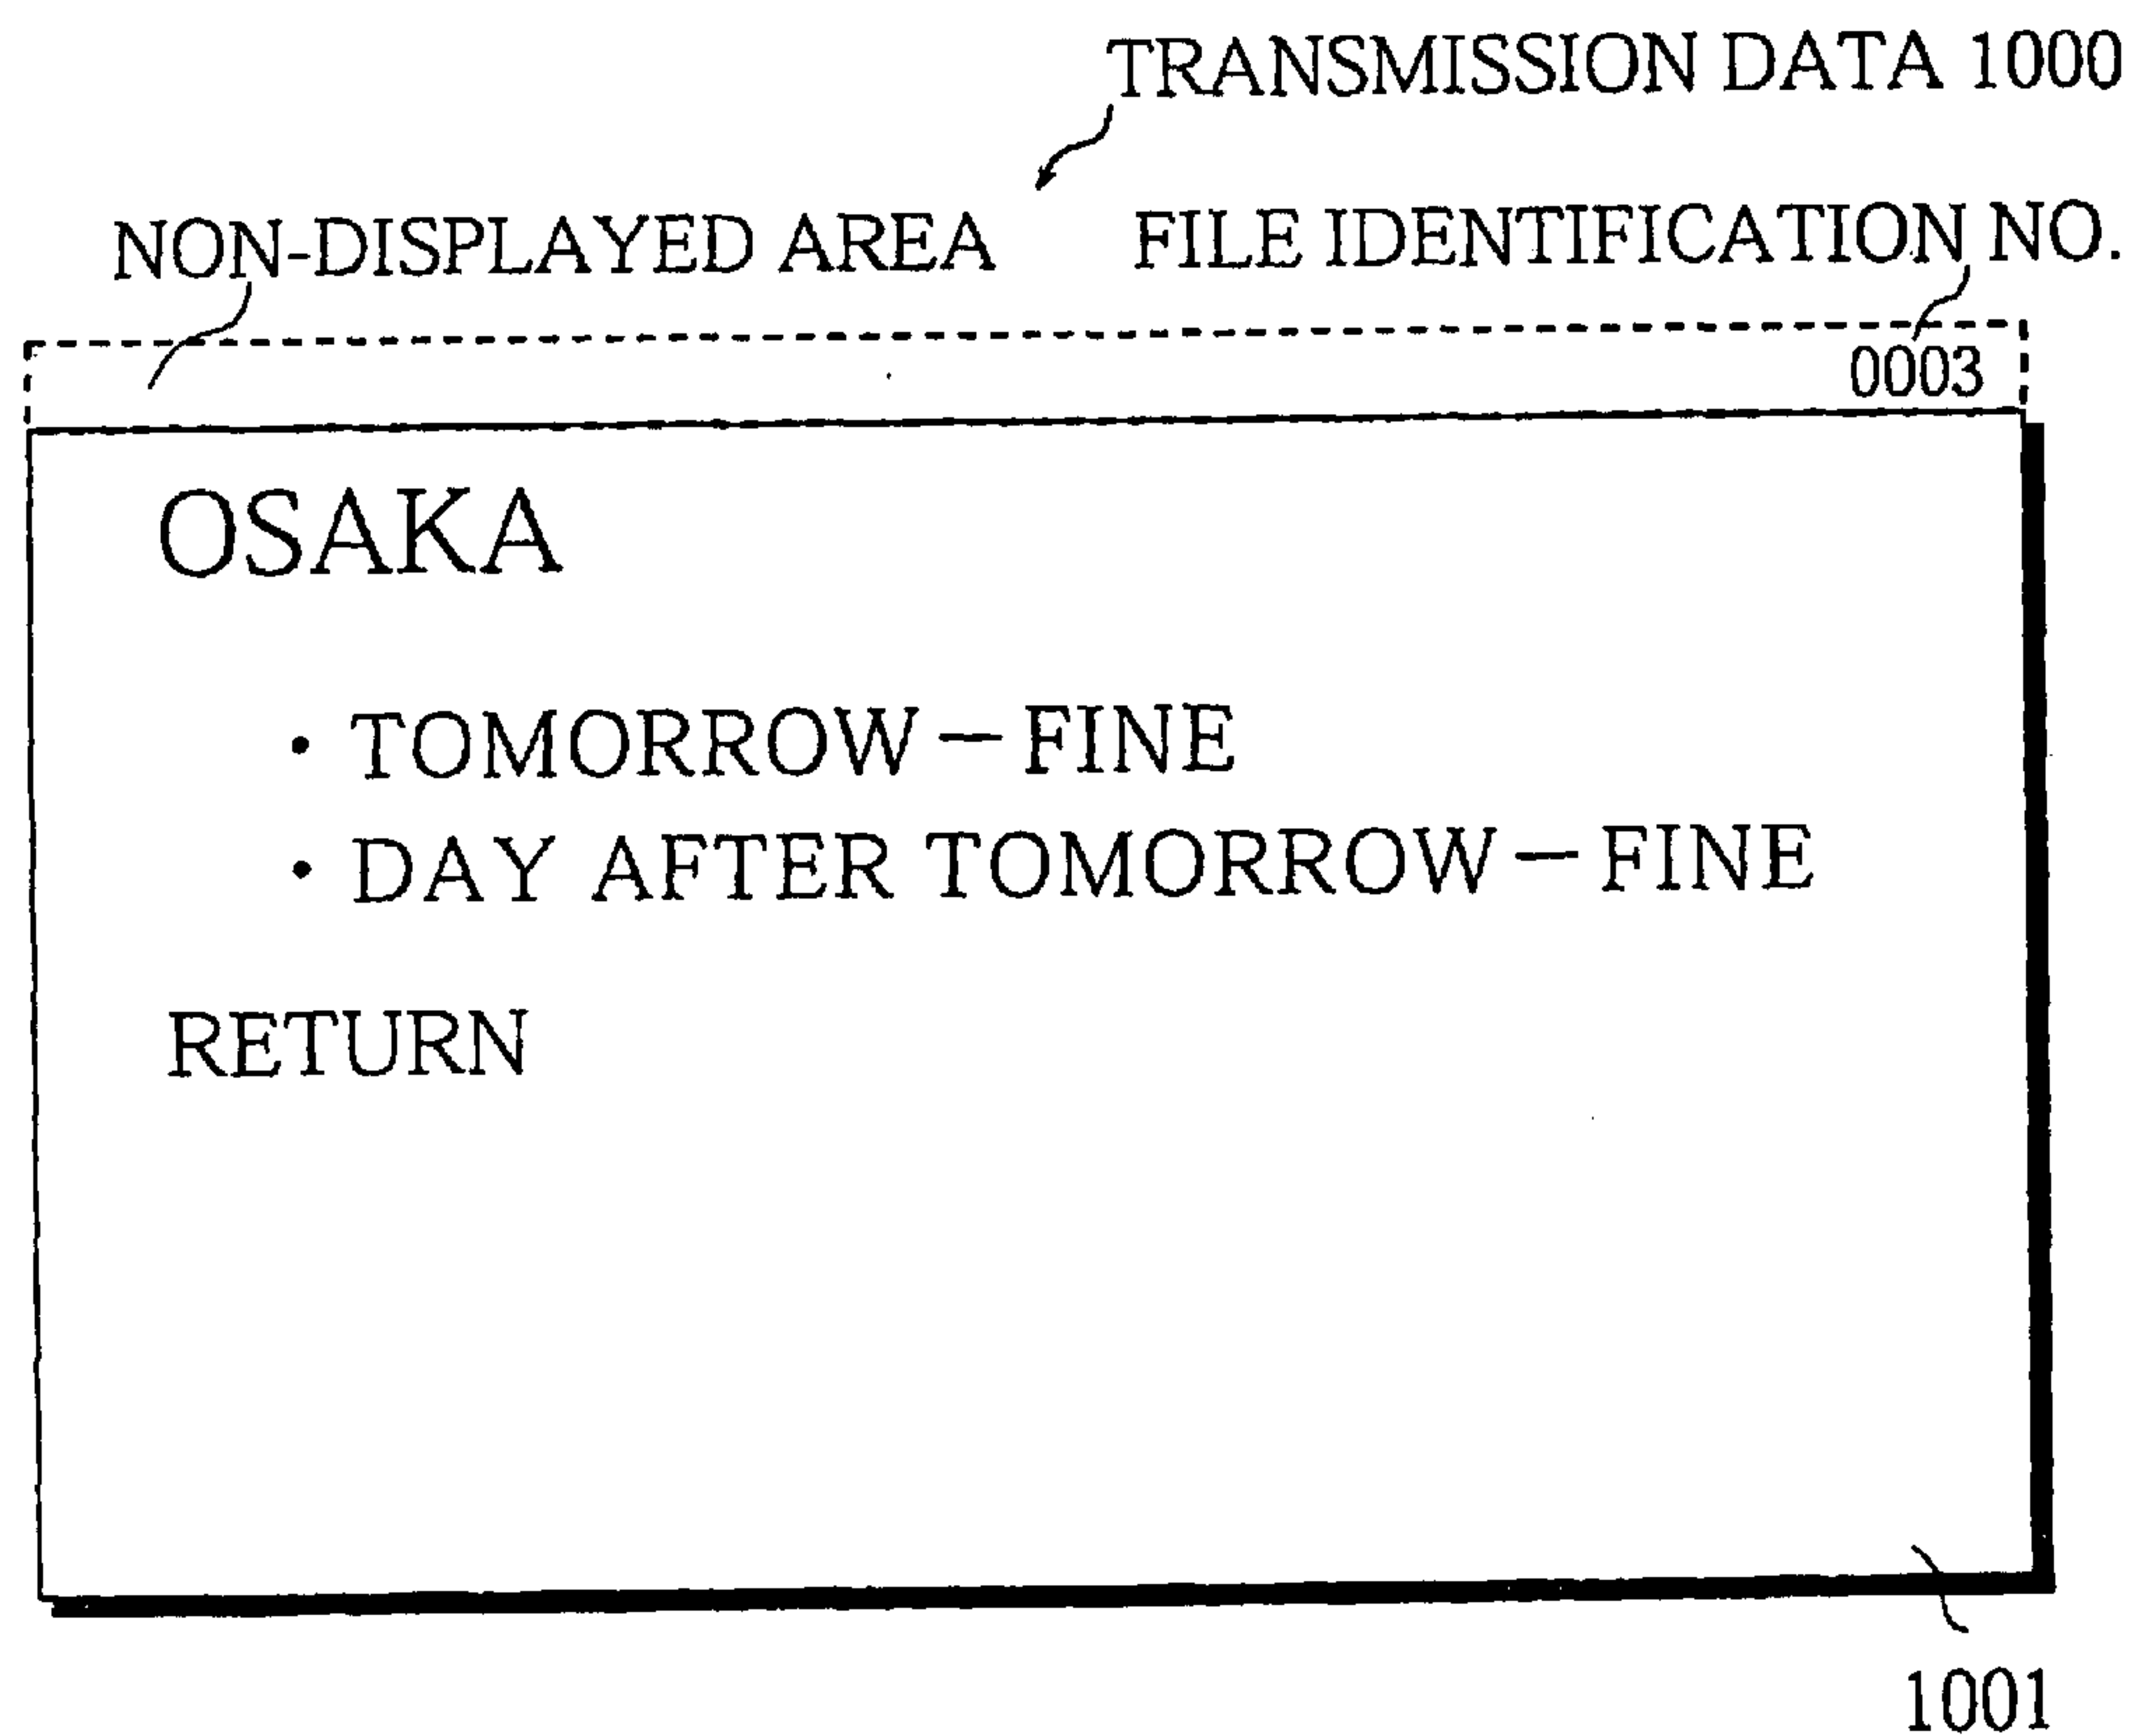 TRANSMISSION DATA 1000
NON-DISPLAYED AREA FILE IDENTIFICATION NO.
0003
OSAKA
· TOMORROW — FINE
· DAY AFTER TOMORROW — FINE
RETURN
1001